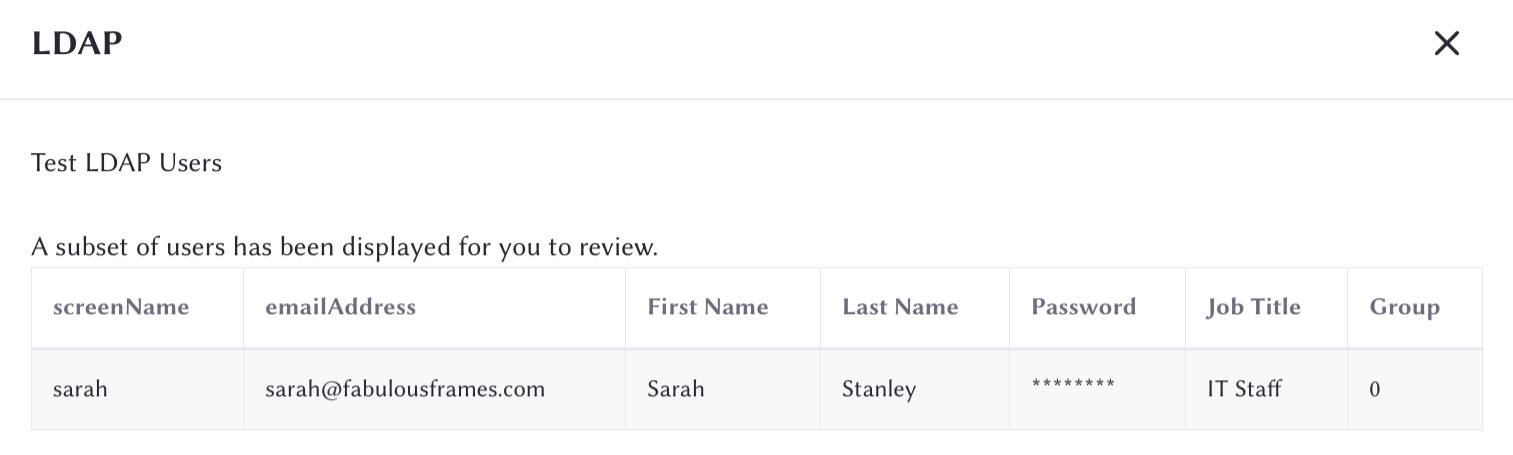 LDAP
Test LDAP Users
A subset of users has been displayed for you to review.
screenName emailAddress First Name Last Name Password Job Title Group
sarah sarah@fabulousframes.com Sarah Stanley ******** IT Staff 0